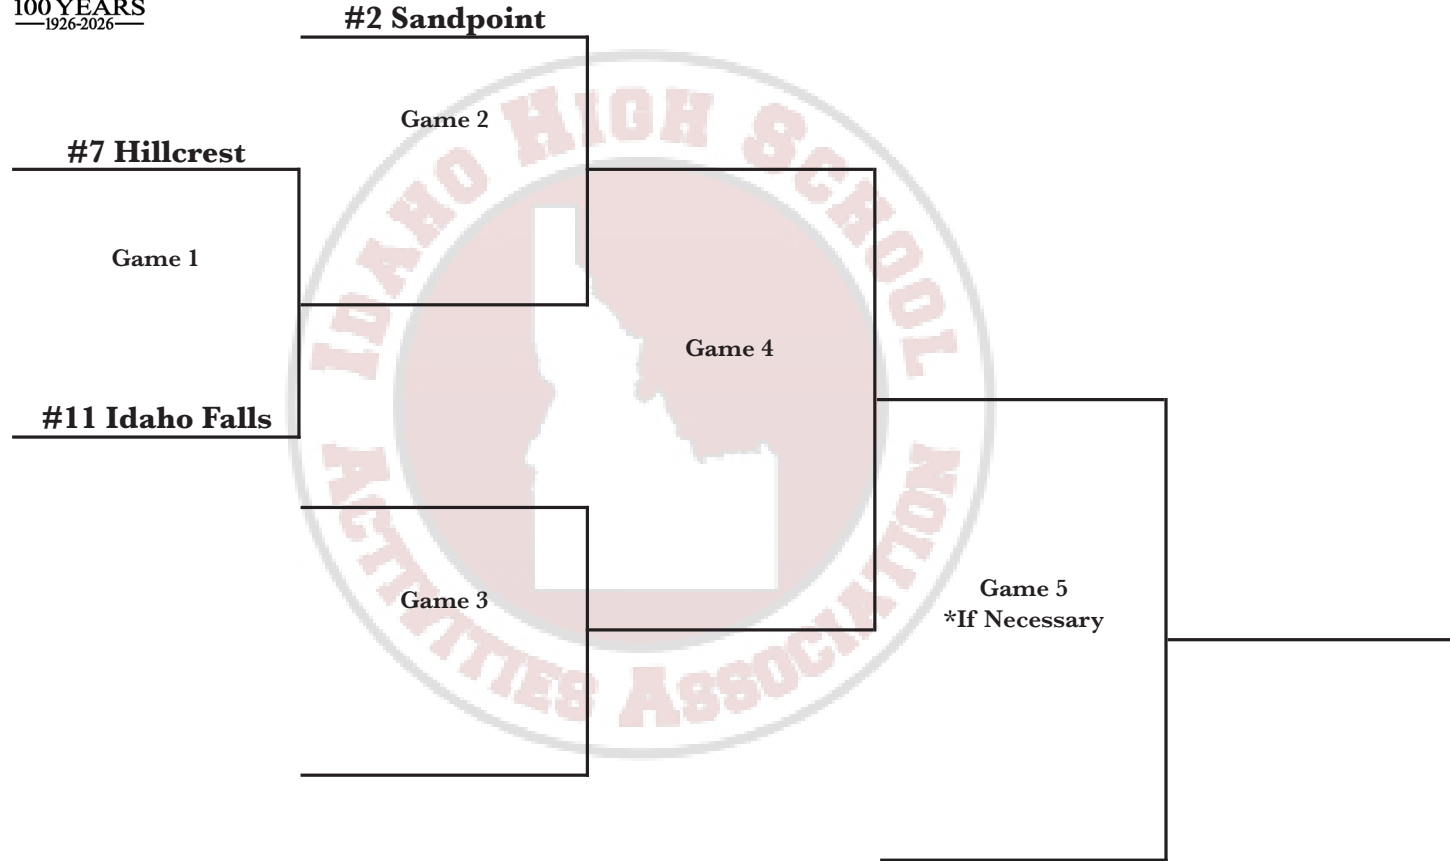 100 YEARS
1926-2026
#2 Sandpoint
Game 2
#7 Hillcrest
Game 1
#11 Idaho Falls
Game 4
Game 3
Game 5
*If Necessary
IDAHO HIGH SCHOOL
ACTIVITIES ASSOCIATION